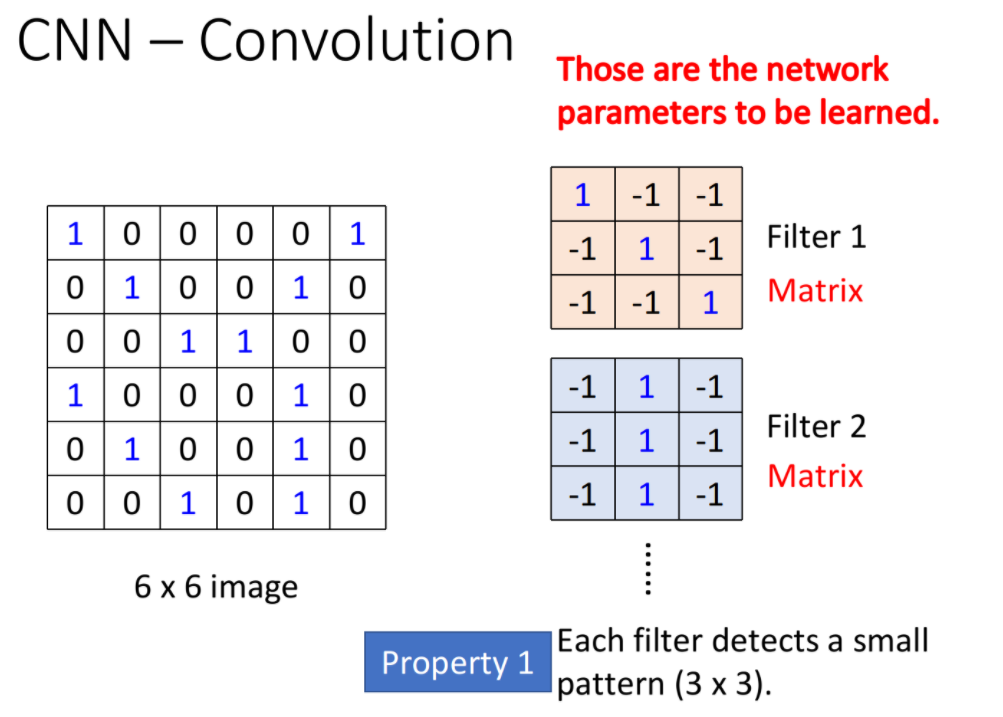 CNN – Convolution
Those are the network
parameters to be learned.
1 0 0 0 0 1
0 1 0 0 1 0
0 0 1 1 0 0
1 0 0 0 1 0
0 1 0 0 1 0
0 0 1 0 1 0
6 x 6 image
1 -1 -1
-1 1 -1
-1 -1 1
Filter 1
Matrix
-1 1 -1
-1 1 -1
-1 1 -1
Filter 2
Matrix
......
Property 1
Each filter detects a small
pattern (3 x 3).